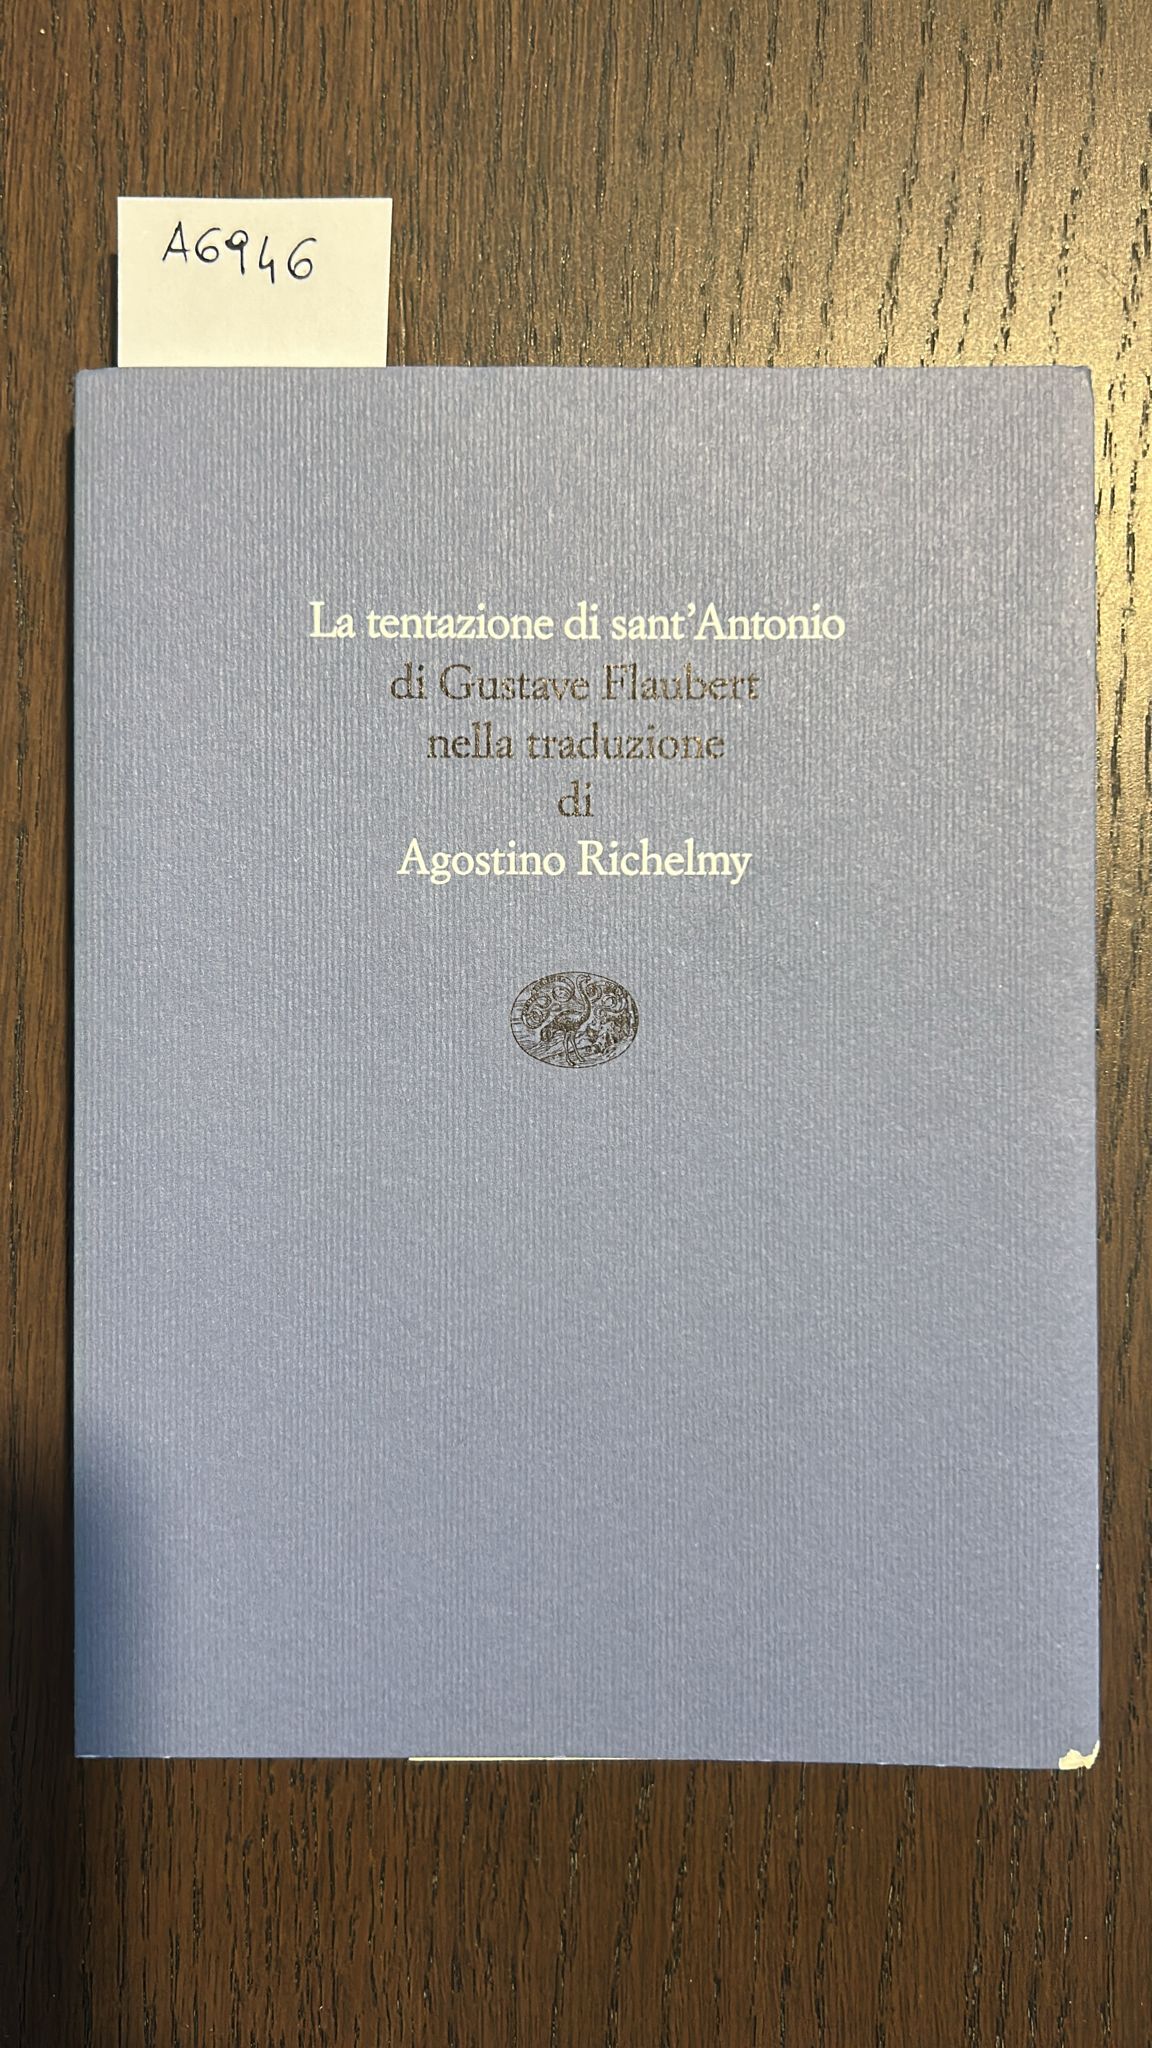 A6946
La tentazione di sant'Antonio
di Gustave Flaubert
nella traduzione
di
Agostino Richelmy